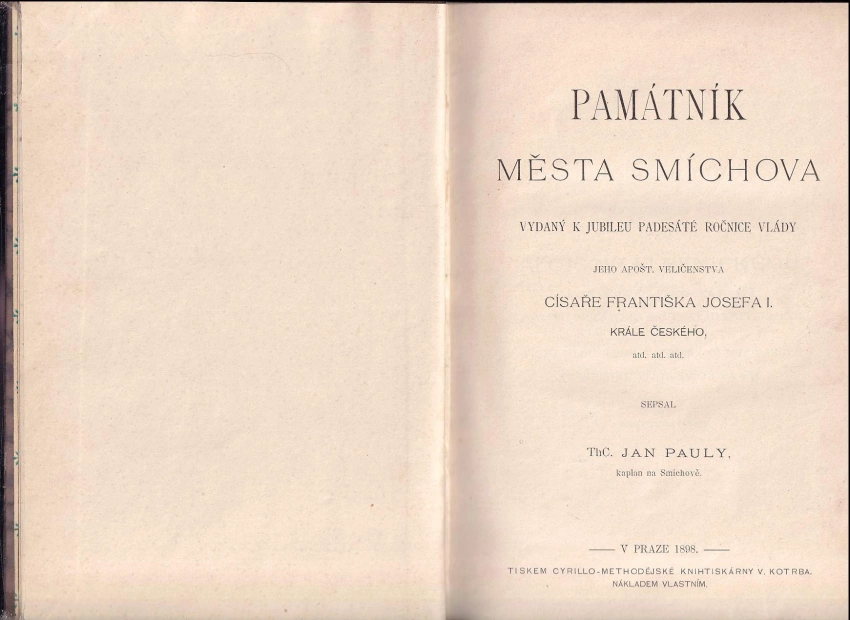 PAMÁTNÍK
MĚSTA SMÍCHOVA
VYDANÝ K JUBILEU PADESÁTÉ ROČNICE VLÁDY
JEHO APOŠT. VELIČENSTVA
CÍSAŘE FRANTIŠKA JOSEFA I.
KRÁLE ČESKÉHO,
atd. atd. atd.
SEPSAL
ThC. JAN PAULY,
kaplan na Smíchově.
V PRAZE 1898.
TISKEM CYRILLO-METHODĚJSKÉ KNIHTISKÁRNY V. KOTRBA.
NÁKLADEM VLASTNÍM.